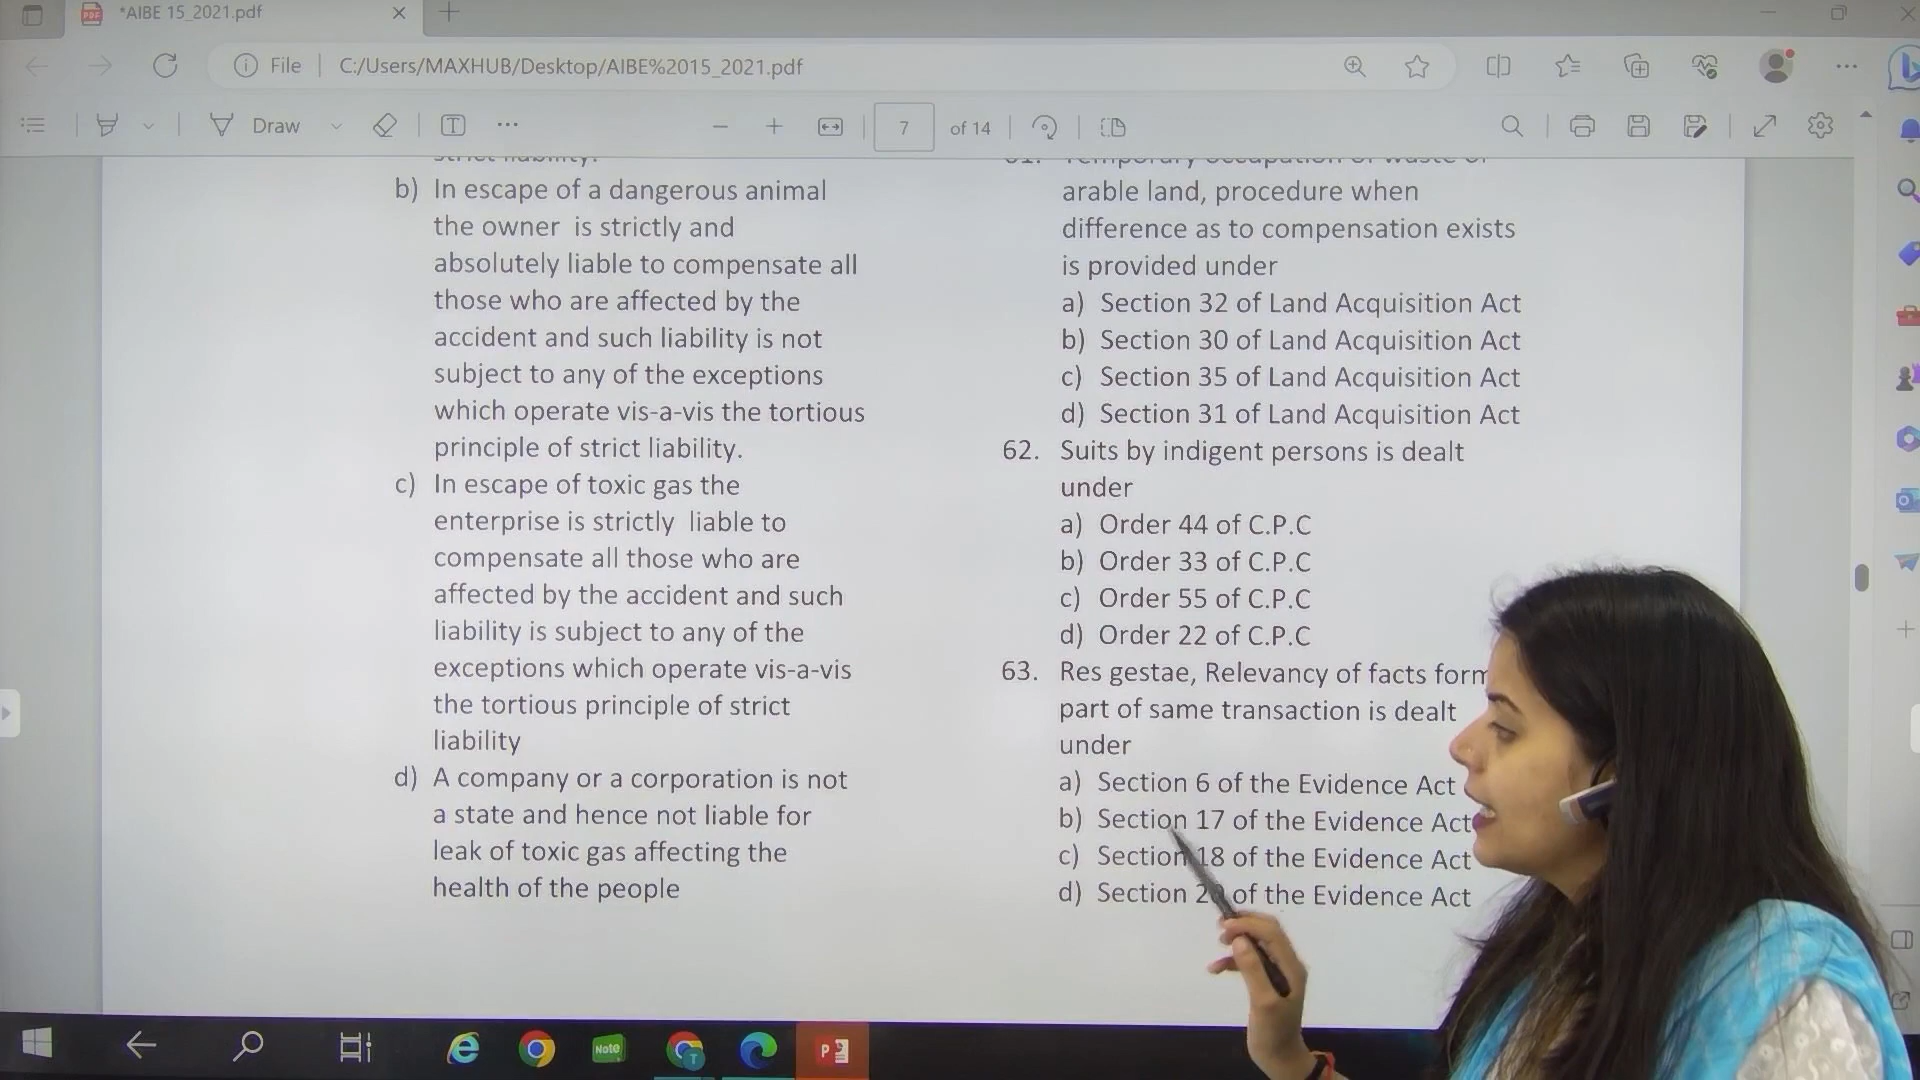 *AIBE 15_2021.pdf
File
C:/Users/MAXHUB/Desktop/AIBE%2015_2021.pdf
Draw
7
of 14
strict liability.
b) In escape of a dangerous animal
the owner is strictly and
absolutely liable to compensate all
those who are affected by the
accident and such liability is not
subject to any of the exceptions
which operate vis-a-vis the tortious
principle of strict liability.
c) In escape of toxic gas the
enterprise is strictly liable to
compensate all those who are
affected by the accident and such
liability is subject to any of the
exceptions which operate vis-a-vis
the tortious principle of strict
liability
d) A company or a corporation is not
a state and hence not liable for
leak of toxic gas affecting the
health of the people
61. Temporary occupation of waste or
arable land, procedure when
difference as to compensation exists
is provided under
a) Section 32 of Land Acquisition Act
b) Section 30 of Land Acquisition Act
c) Section 35 of Land Acquisition Act
d) Section 31 of Land Acquisition Act
62. Suits by indigent persons is dealt
under
a) Order 44 of C.P.C
b) Order 33 of C.P.C
c) Order 55 of C.P.C
d) Order 22 of C.P.C
63. Res gestae, Relevancy of facts form
part of same transaction is dealt
under
a) Section 6 of the Evidence Act
b) Section 17 of the Evidence Act
c) Section 18 of the Evidence Act
d) Section of the Evidence Act
Note